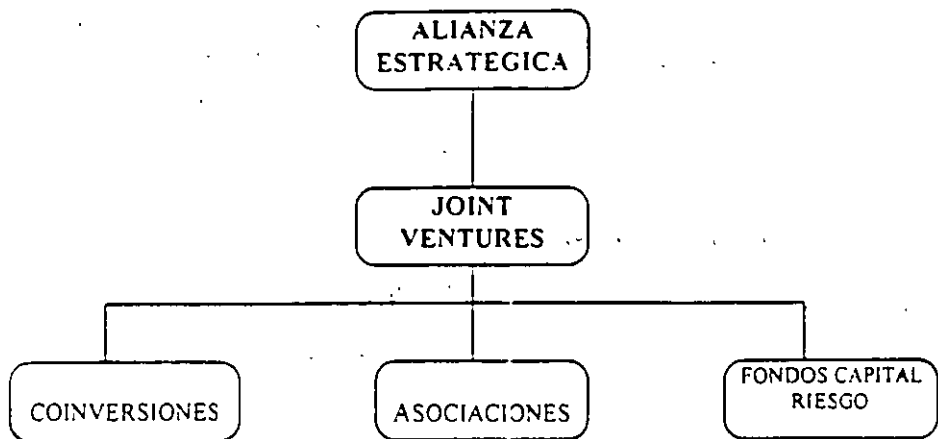 ALIANZA
ESTRATEGICA
JOINT
VENTURES
COINVERSIONES
ASOCIACIONES
FONDOS CAPITAL
RIESGO